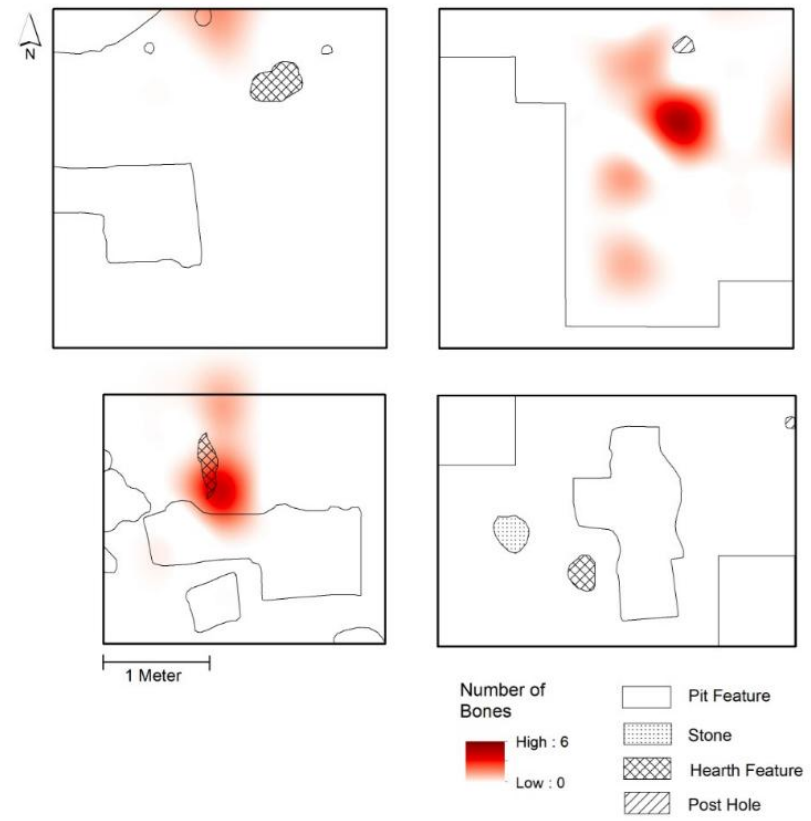 N
1 Meter
Number of
Bones
High : 6
Low : 0
Pit Feature
Stone
Hearth Feature
Post Hole